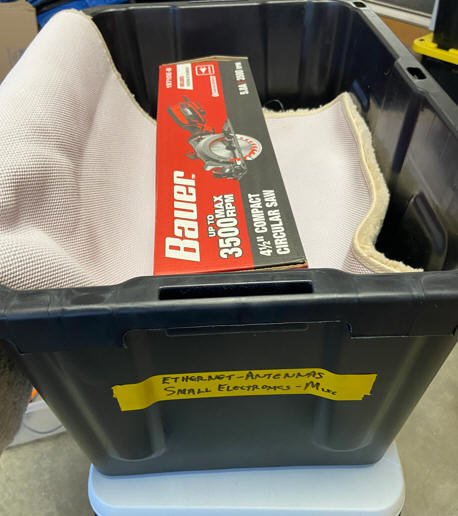 Bauer
UP TO
3500 MAX
RPM
4½" COMPACT
CIRCULAR SAW
ETHERNET-ANTENNAS
SMALL ELECTRONICS-MISC